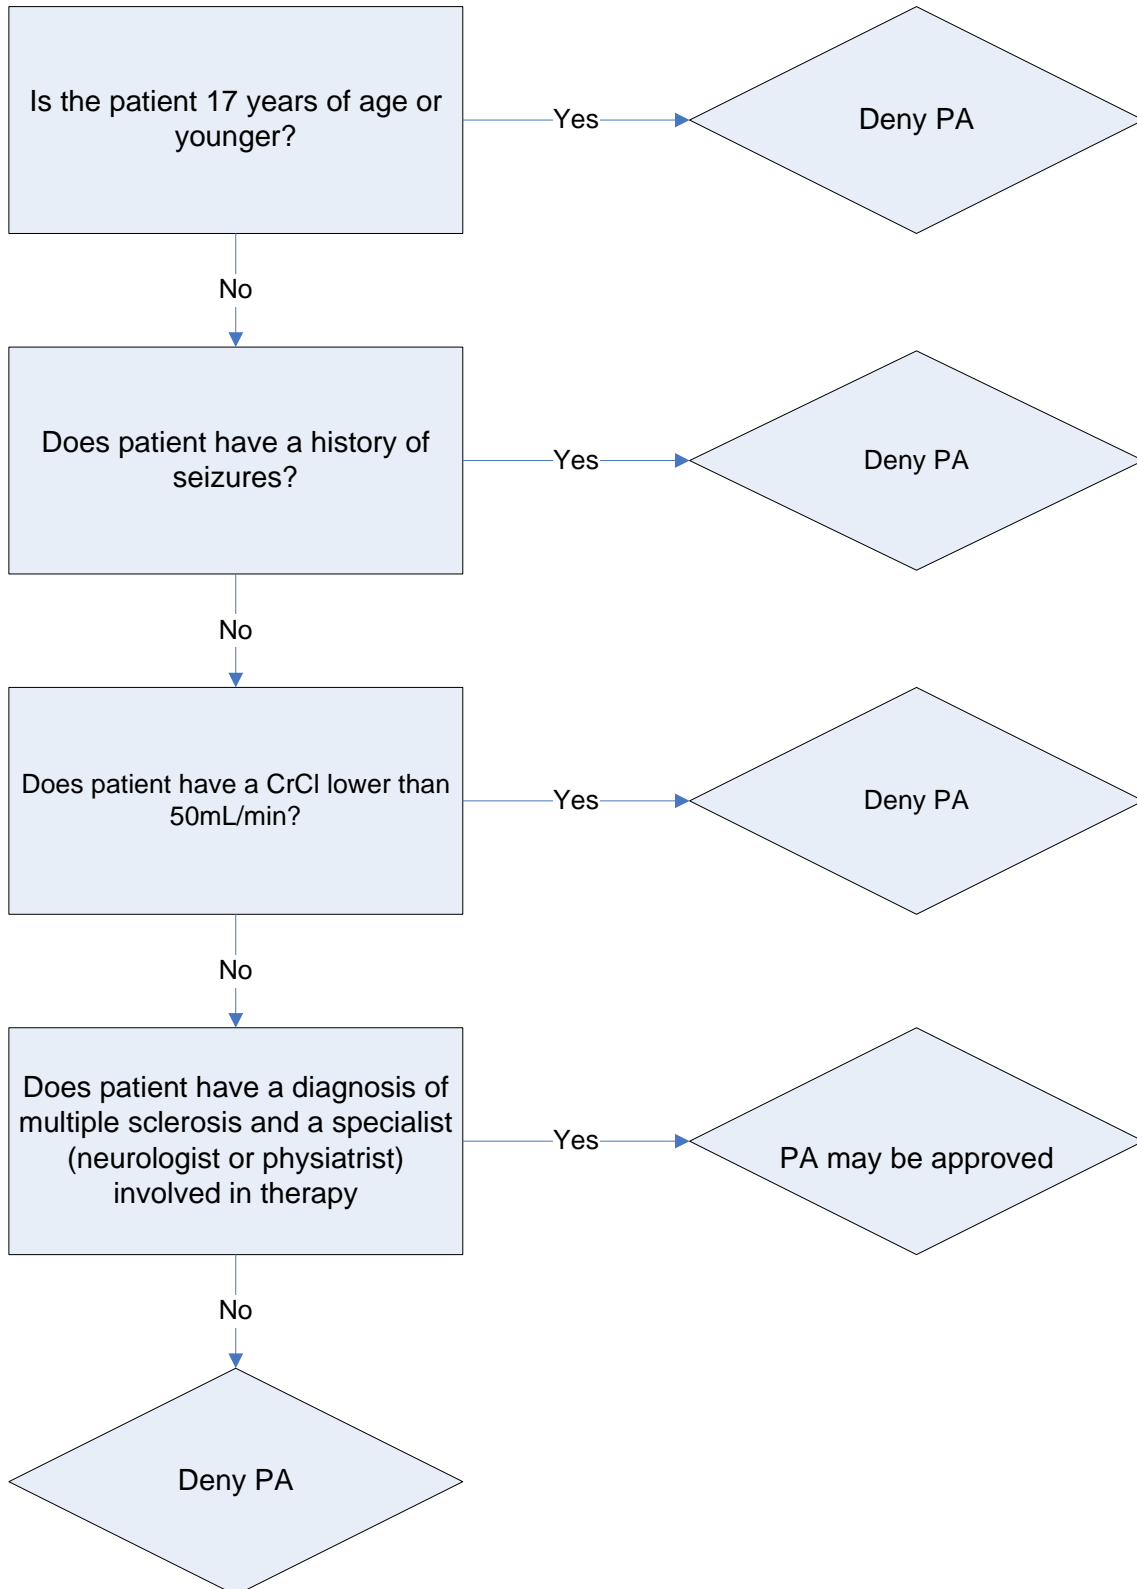 Is the patient 17 years of age or
younger?
Yes
Deny PA
No
Does patient have a history of
seizures?
Yes
Deny PA
No
Does patient have a CrCl lower than
50mL/min?
Yes
Deny PA
No
Does patient have a diagnosis of
multiple sclerosis and a specialist
(neurologist or physiatrist)
involved in therapy
Yes
PA may be approved
No
Deny PA